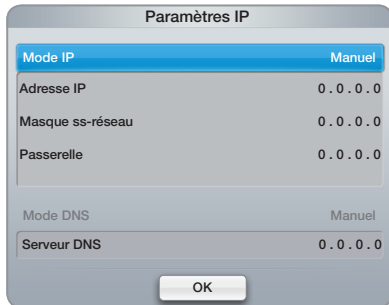 Paramètres IP
Mode IP Manuel
Adresse IP 0.0.0.0
Masque ss-réseau 0.0.0.0
Passerelle 0.0.0.0
Mode DNS Manuel
Serveur DNS 0.0.0.0
OK